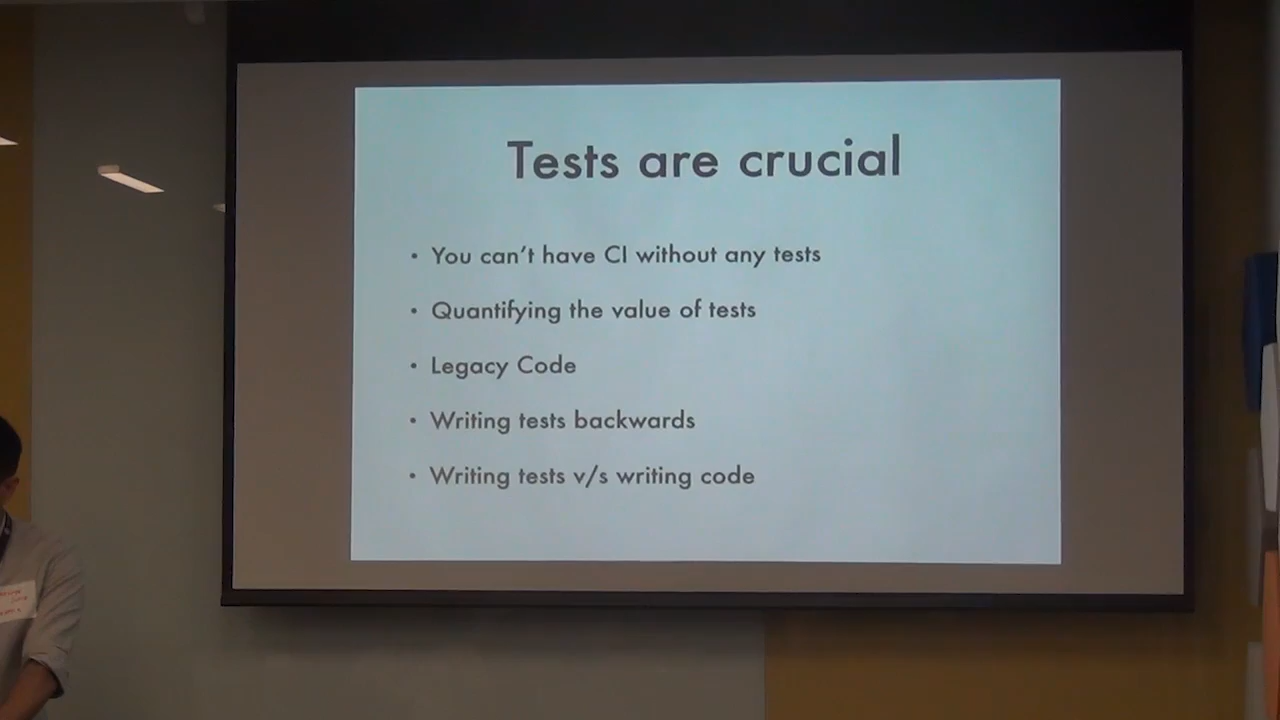 Tests are crucial
• You can't have CI without any tests
• Quantifying the value of tests
• Legacy Code
• Writing tests backwards
• Writing tests v/s writing code